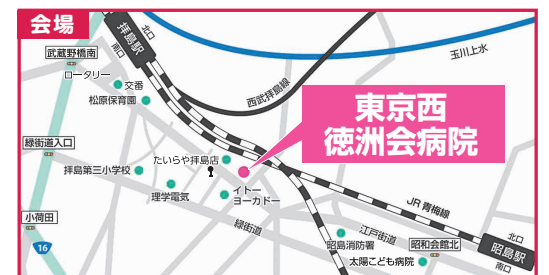 会場
北口
拝島駅
南口
武蔵野橋南
ロータリー
交番
松原保育園
玉川上水
西武拝島線
東京西
徳洲会病院
緑街道入口
たいらや拝島店
拝島第三小学校
理学電気
イトー
ヨーカドー
小荷田
緑街道
JR青梅線
江戸街道
昭島消防署
昭和会館北
太陽こども病院
北口
昭島駅
南口
16